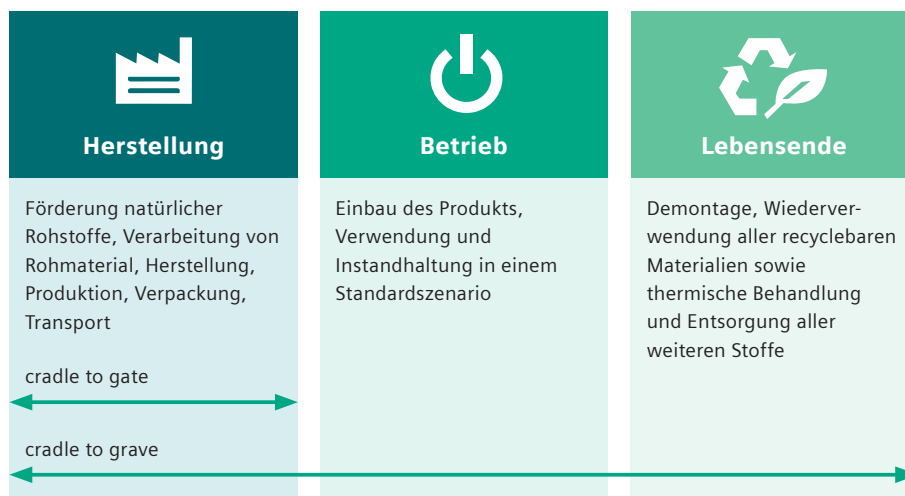 Herstellung
Förderung natürlicher
Rohstoffe, Verarbeitung von
Rohmaterial, Herstellung,
Produktion, Verpackung,
Transport
cradle to gate
cradle to grave
Betrieb
Einbau des Produkts,
Verwendung und
Instandhaltung in einem
Standardszenario
Lebensende
Demontage, Wiederver-
wendung aller recyclebaren
Materialien sowie
thermische Behandlung
und Entsorgung aller
weiteren Stoffe